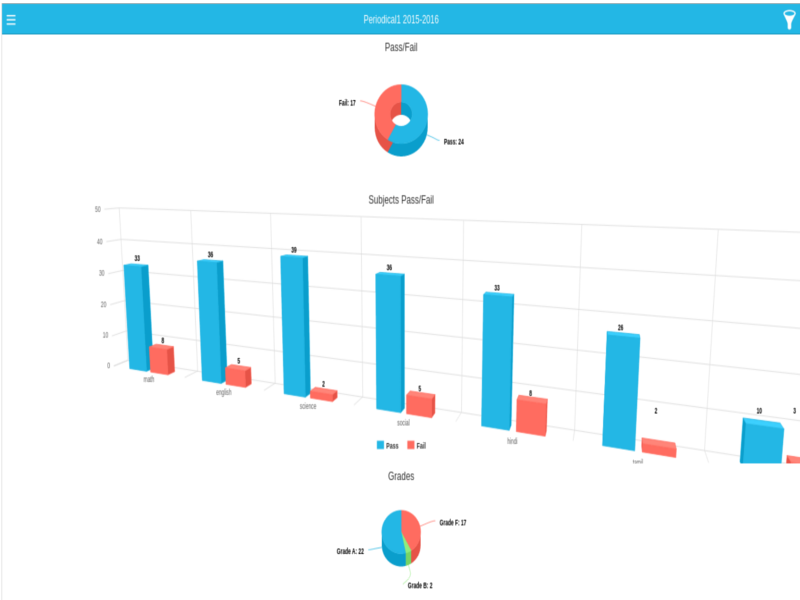 Periodical1 2015-2016
Pass/Fail
Fail: 17
Pass: 24
Subjects Pass/Fail
50
40
30
20
10
0
33
8
36
5
39
2
36
5
33
8
26
2
10
3
math
english
science
social
hindi
Pass
Fail
Grades
Grade F: 17
Grade A: 22
Grade B: 2